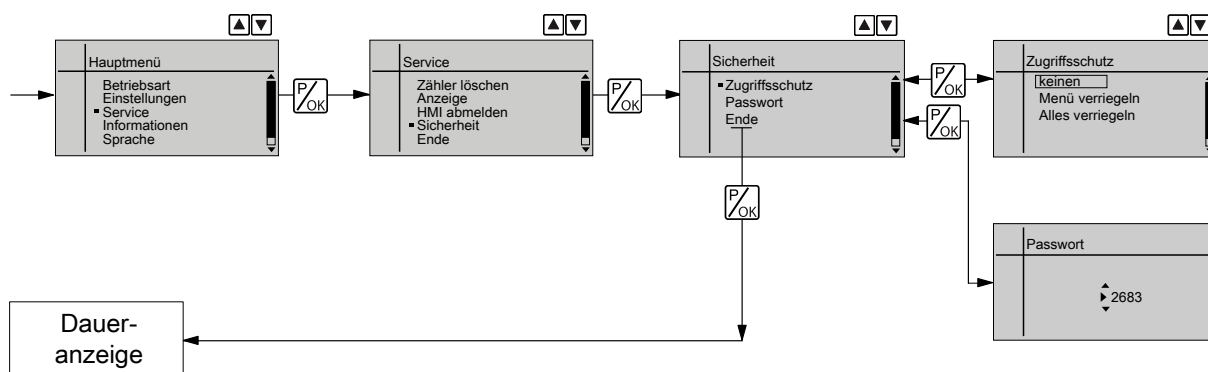 Hauptmenü
Betriebsart
Einstellungen
Service
Informationen
Sprache
P/OK
Service
Zähler löschen
Anzeige
HMI abmelden
Sicherheit
Ende
P/OK
Sicherheit
Zugriffsschutz
Passwort
Ende
P/OK
P/OK
Zugriffsschutz
keinen
Menü verriegeln
Alles verriegeln
P/OK
Passwort
2683
Dauer-
anzeige